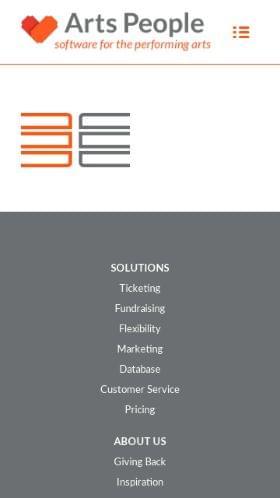 Arts People
software for the performing arts
SOLUTIONS
Ticketing
Fundraising
Flexibility
Marketing
Database
Customer Service
Pricing
ABOUT US
Giving Back
Inspiration